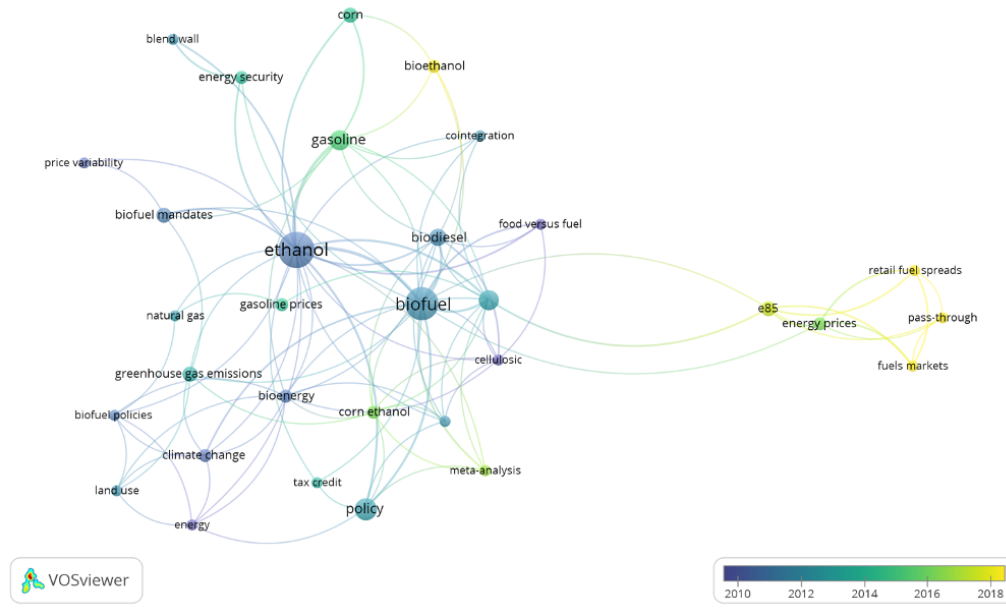 corn
blend wall
bioethanol
energy security
gasoline
cointegration
price variability
biofuel mandates
food versus fuel
biodiesel
ethanol
retail fuel spreads
biofuel
gasoline prices
e85
natural gas
energy prices
pass-through
cellulosic
fuels markets
greenhouse gas emissions
bioenergy
biofuel policies
corn ethanol
climate change
meta-analysis
tax credit
land use
policy
energy
VOSviewer
2010 2012 2014 2016 2018